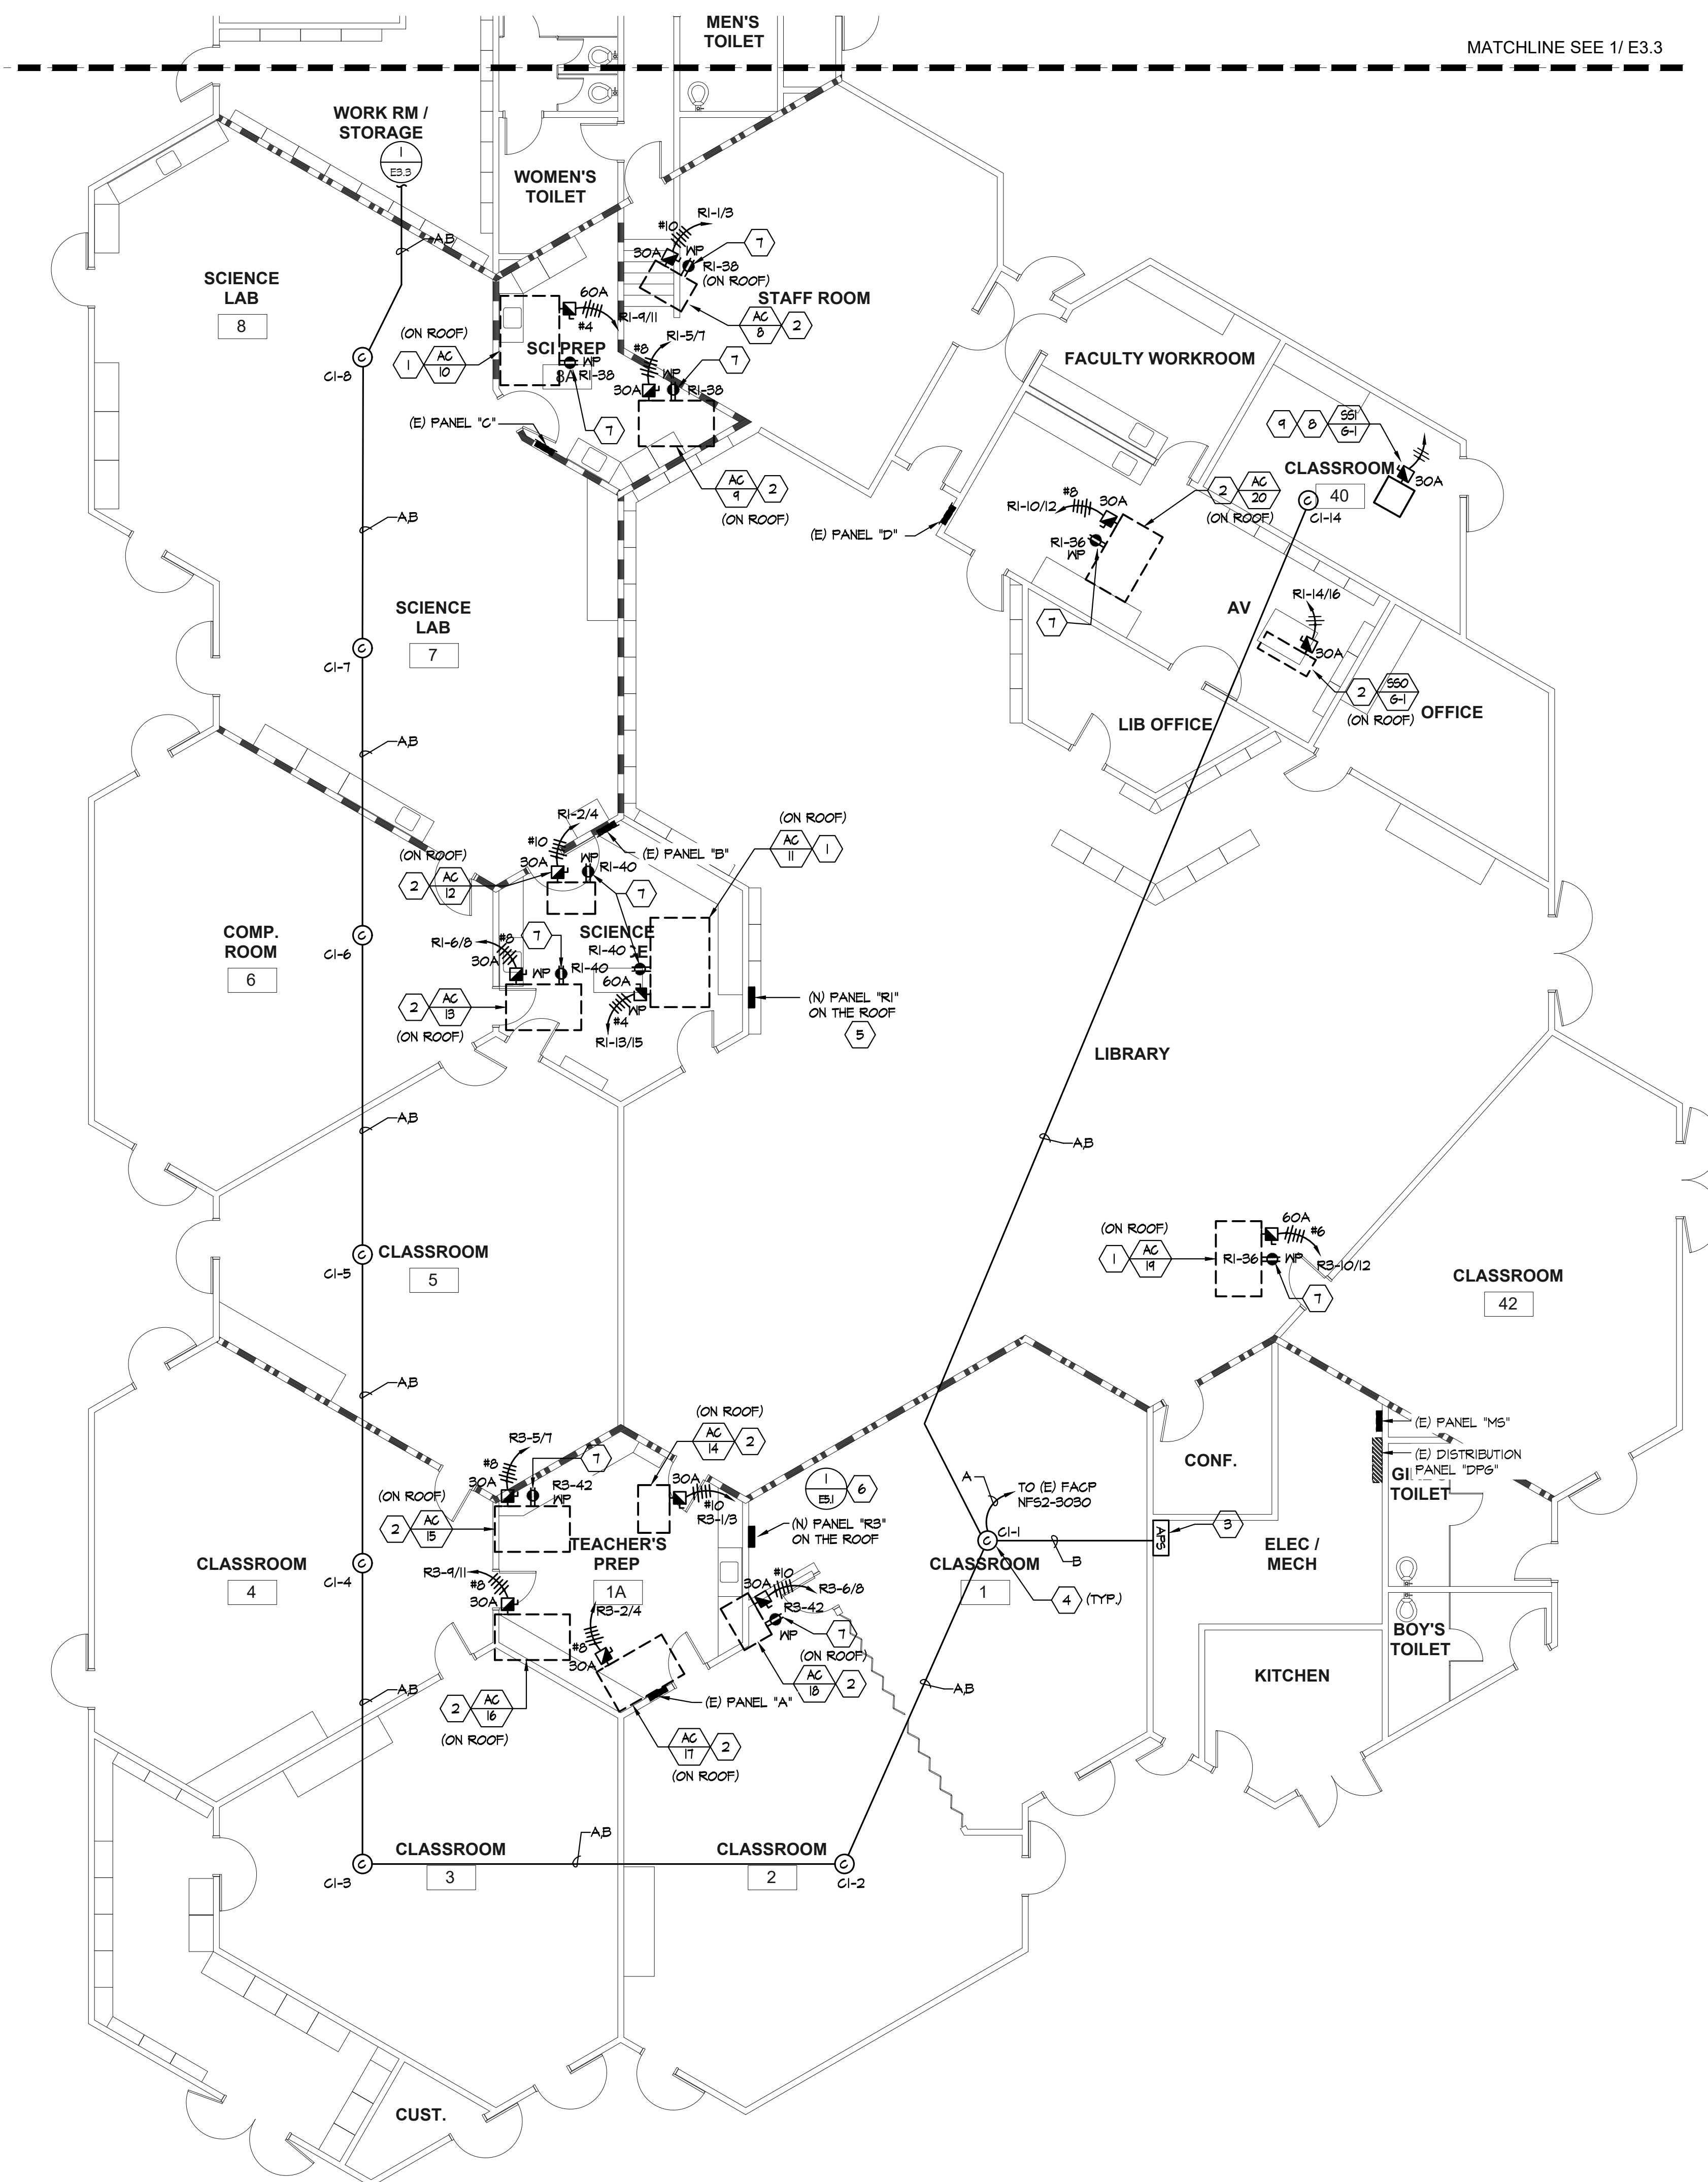 MEN'S
TOILET
MATCHLINE SEE 1/ E3.3
WORK RM /
STORAGE
1
E3.3
WOMEN'S
TOILET
A,B
SCIENCE
LAB
8
R1-1/3
#10
30A
WP
7
R1-38
(ON ROOF)
STAFF ROOM
AC
8
2
60A
#4
R1-9/11
(ON ROOF)
1
AC
10
SCI PREP
8A
WP
R1-38
7
R1-5/7
#8
WP
7
30A
R1-38
C1-8
(E) PANEL "C"
AC
9
2
(ON ROOF)
FACULTY WORKROOM
9
8
SSI
G-1
30A
CLASSROOM
40
C1-14
2
AC
20
(ON ROOF)
#8
30A
R1-10/12
R1-36
WP
7
(E) PANEL "D"
A,B
SCIENCE
LAB
7
C1-7
AV
R1-14/16
30A
2
SSO
G-1
(ON ROOF)
OFFICE
LIB OFFICE
A,B
R1-2/4
#10
(ON ROOF)
30A
WP
R1-40
2
AC
12
(E) PANEL "B"
7
(ON ROOF)
AC
11
1
COMP.
ROOM
6
C1-6
R1-6/8
#8
7
30A
WP
R1-40
SCIENCE
R1-40
60A
WP
#4
R1-13/15
2
AC
13
(ON ROOF)
(N) PANEL "R1"
ON THE ROOF
5
LIBRARY
A,B
A,B
CLASSROOM
5
C1-5
(ON ROOF)
1
AC
19
60A
#6
R1-36
WP
R3-10/12
7
CLASSROOM
42
A,B
(ON ROOF)
AC
14
2
R3-5/7
#8
7
30A
R3-42
WP
(ON ROOF)
2
AC
15
30A
#10
R3-1/3
1
E5.1
6
(N) PANEL "R3"
ON THE ROOF
A
TO (E) FACP
NFS2-3030
C1-1
CONF.
(E) PANEL "MS"
(E) DISTRIBUTION
PANEL "DPG"
TOILET
APS
3
B
ELEC /
MECH
CLASSROOM
4
C1-4
TEACHER'S
PREP
1A
R3-9/11
#8
30A
R3-2/4
#8
30A
30A
#10
R3-6/8
R3-42
WP
7
(ON ROOF)
AC
18
2
CLASSROOM
1
4
(TYP.)
BOY'S
TOILET
KITCHEN
A,B
A,B
2
AC
16
(ON ROOF)
(E) PANEL "A"
AC
17
2
(ON ROOF)
A,B
CLASSROOM
3
C1-3
CLASSROOM
2
C1-2
CUST.